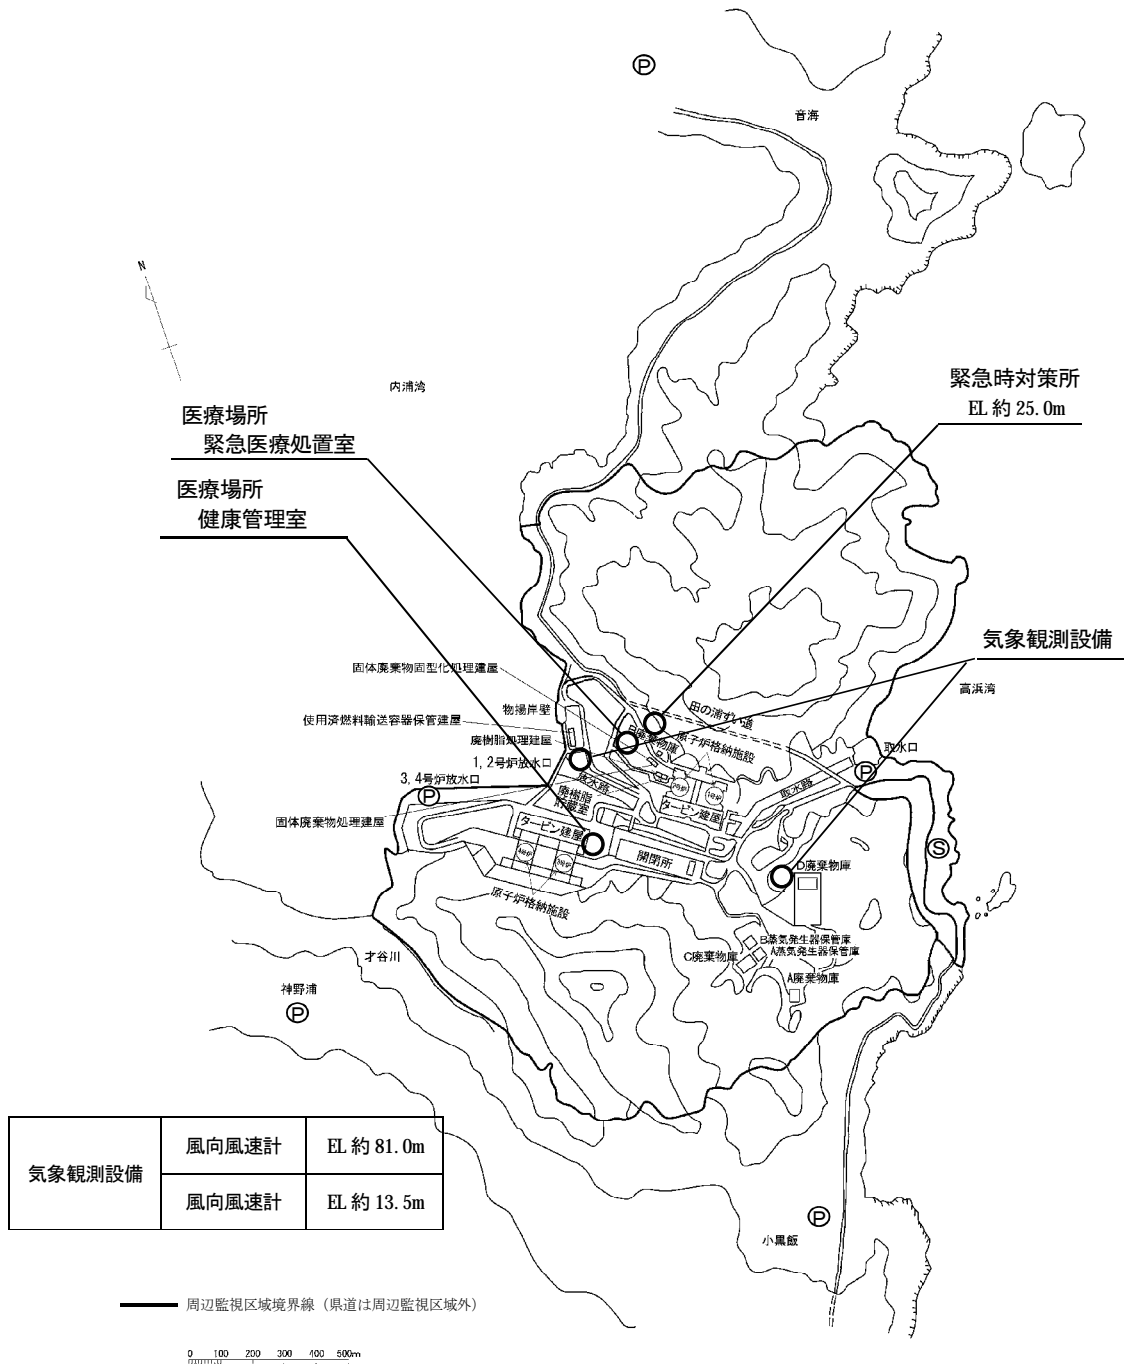 Ⓟ
音海
N
内浦湾
緊急時対策所
EL 約 25.0m
医療場所
緊急医療処置室
医療場所
健康管理室
気象観測設備
高浜湾
固体廃棄物固型化処理建屋
物揚岸壁
田の浦ずい道
使用済燃料輸送容器保管建屋
B廃棄物庫
原子炉格納施設
廃樹脂処理建屋
取水口
1,2号炉放水口
Ⓟ
3,4号炉放水口
Ⓟ
放水路
取水路
廃樹脂
貯蔵室
2号炉
1号炉
タービン建屋
固体廃棄物処理建屋
タービン建屋
Ⓢ
開閉所
4号炉
3号炉
D廃棄物庫
原子炉格納施設
B蒸気発生器保管庫
A蒸気発生器保管庫
C廃棄物庫
才谷川
A廃棄物庫
神野浦
Ⓟ
気象観測設備
風向風速計
EL 約 81.0m
風向風速計
EL 約 13.5m
Ⓟ
小黒飯
周辺監視区域境界線（県道は周辺監視区域外）
0 100 200 300 400 500m